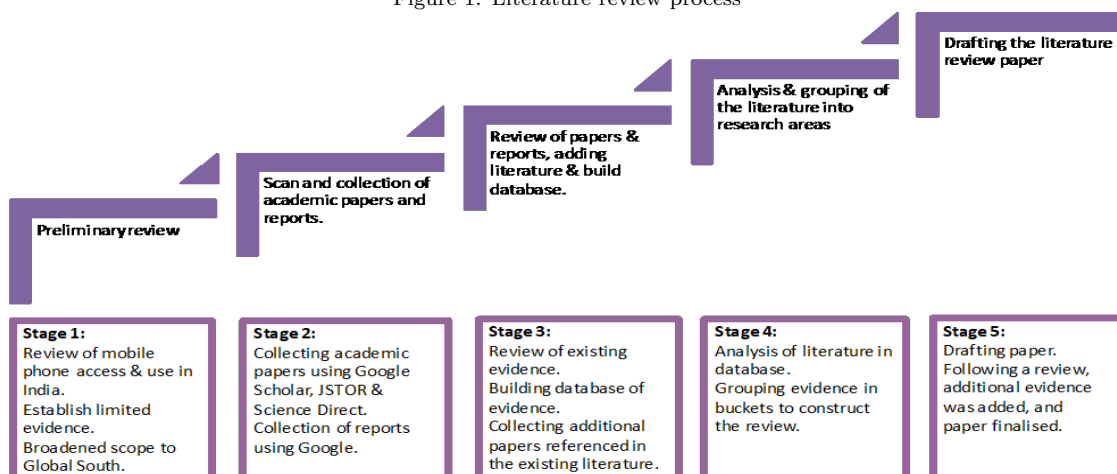 Figure 1: Literature review process
Drafting the literature
review paper
Analysis & grouping of
the literature into
research areas
Review of papers &
reports, adding
literature & build
database.
Scan and collection of
academic papers and
reports.
Preliminary review
Stage 1:
Review of mobile
phone access & use in
India.
Establish limited
evidence.
Broadened scope to
Global South.
Stage 2:
Collecting academic
papers using Google
Scholar, JSTOR &
Science Direct.
Collection of reports
using Google.
Stage 3:
Review of existing
evidence.
Building database of
evidence.
Collecting additional
papers referenced in
the existing literature.
Stage 4:
Analysis of literature in
database.
Grouping evidence in
buckets to construct
the review.
Stage 5:
Drafting paper.
Following a review,
additional evidence
was added, and
paper finalised.